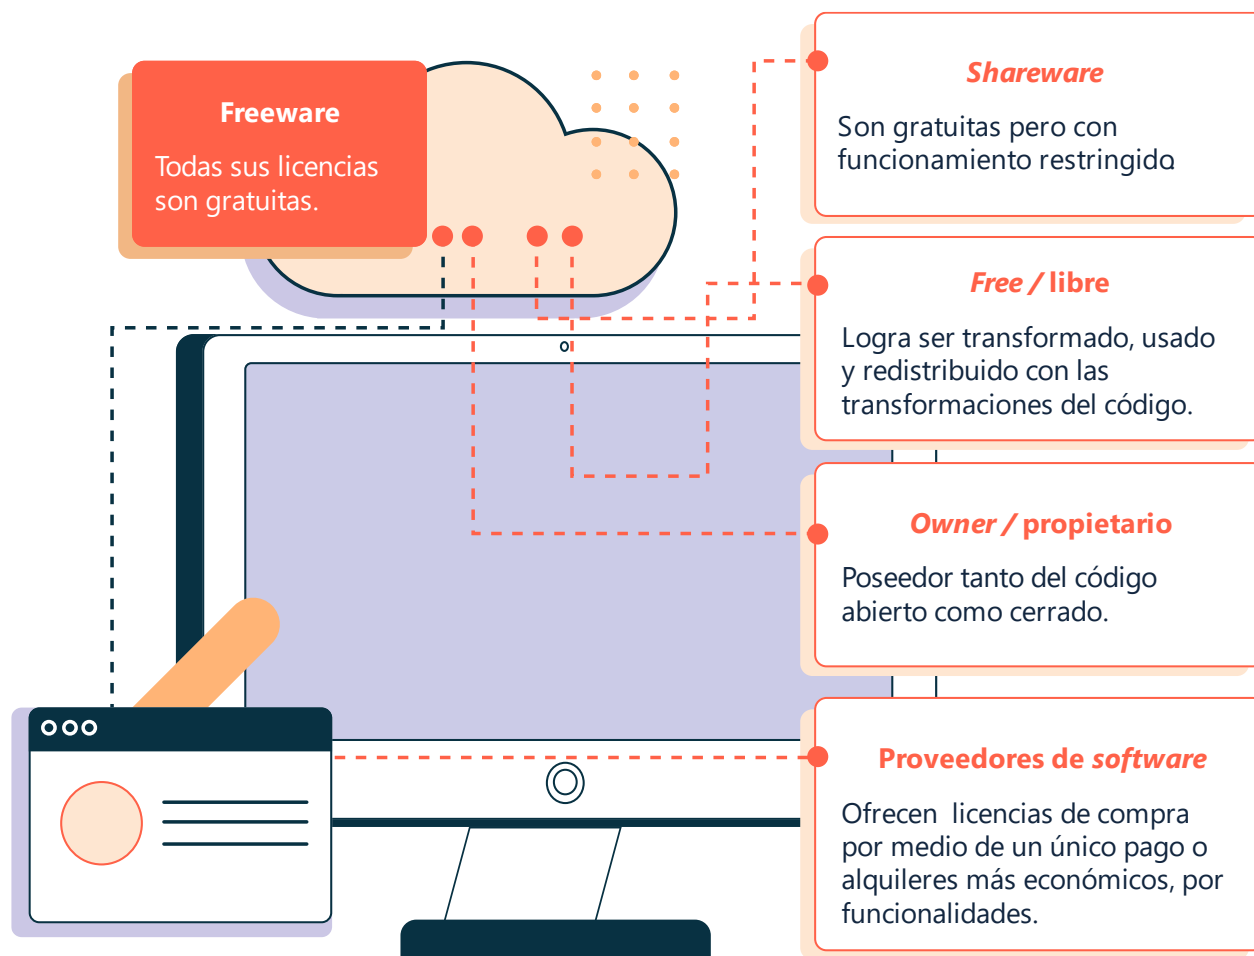 Freeware
Todas sus licencias
son gratuitas.
Shareware
Son gratuitas pero con
funcionamiento restringido
Free / libre
Logra ser transformado, usado
y redistribuido con las
transformaciones del código.
Owner / propietario
Poseedor tanto del código
abierto como cerrado.
Proveedores de software
Ofrecen licencias de compra
por medio de un único pago o
alquileres más económicos, por
funcionalidades.